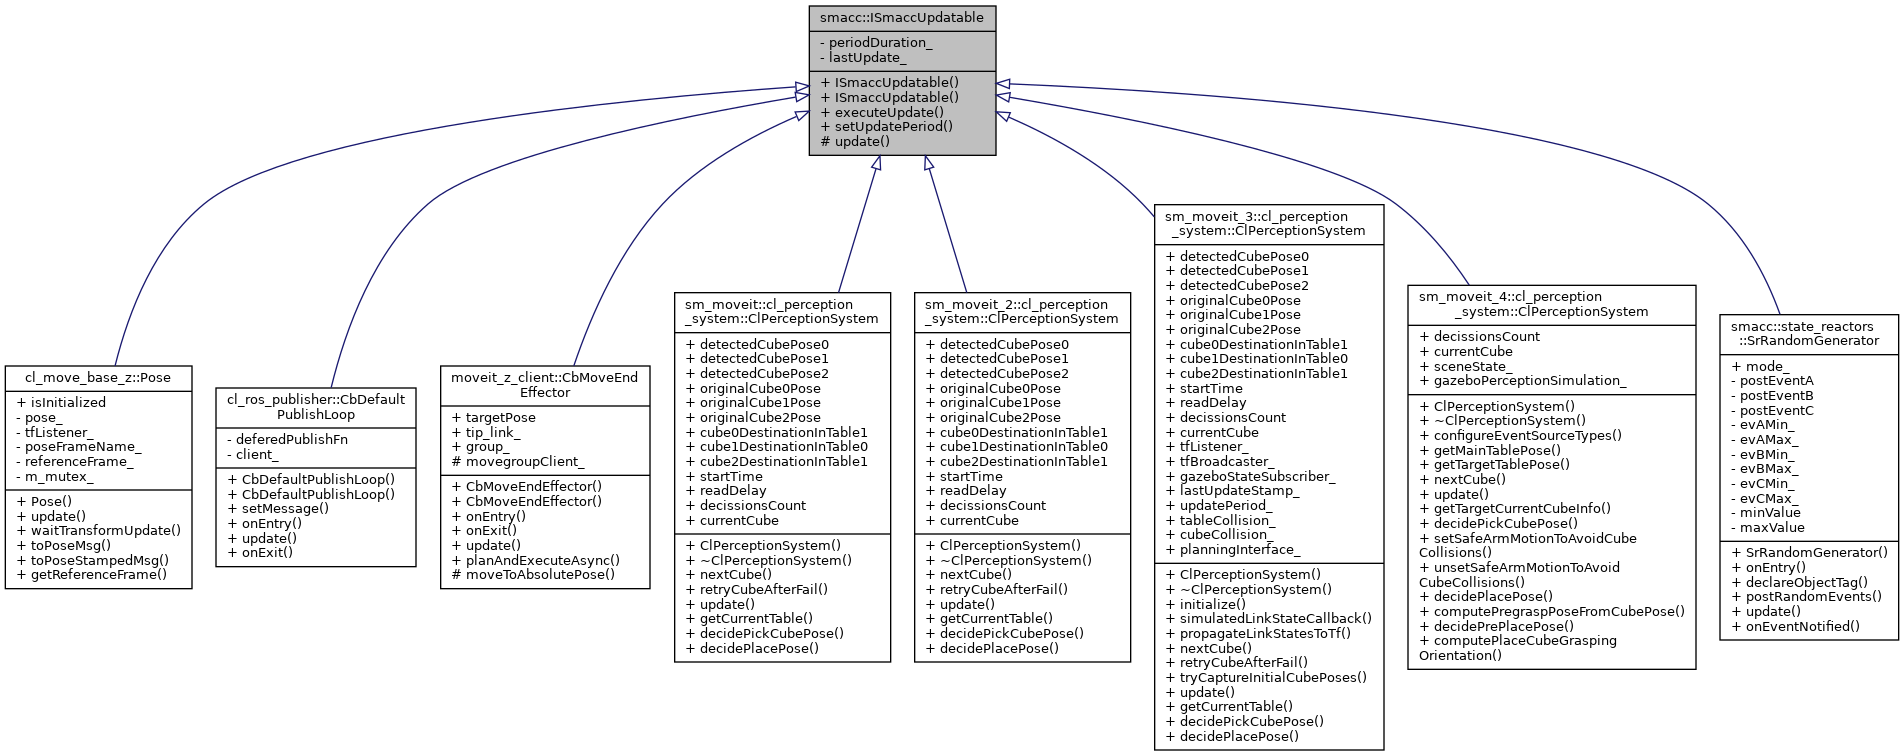 smacc::ISmaccUpdatable
- periodDuration_
- lastUpdate_
+ ISmaccUpdatable()
+ ISmaccUpdatable()
+ executeUpdate()
+ setUpdatePeriod()
# update()
cl_move_base_z::Pose
+ isInitialized
- pose_
- tfListener_
- poseFrameName_
- referenceFrame_
- m_mutex_
+ Pose()
+ update()
+ waitTransformUpdate()
+ toPoseMsg()
+ toPoseStampedMsg()
+ getReferenceFrame()
cl_ros_publisher::CbDefault
PublishLoop
- deferedPublishFn
- client_
+ CbDefaultPublishLoop()
+ CbDefaultPublishLoop()
+ setMessage()
+ onEntry()
+ update()
+ onExit()
moveit_z_client::CbMoveEnd
Effector
+ targetPose
+ tip_link_
+ group_
# movegroupClient_
+ CbMoveEndEffector()
+ CbMoveEndEffector()
+ onEntry()
+ onExit()
+ update()
+ planAndExecuteAsync()
# moveToAbsolutePose()
sm_moveit::cl_perception
_system::ClPerceptionSystem
+ detectedCubePose0
+ detectedCubePose1
+ detectedCubePose2
+ originalCube0Pose
+ originalCube1Pose
+ originalCube2Pose
+ cube0DestinationInTable1
+ cube1DestinationInTable0
+ cube2DestinationInTable1
+ startTime
+ readDelay
+ decissionsCount
+ currentCube
+ ClPerceptionSystem()
+ ~ClPerceptionSystem()
+ nextCube()
+ retryCubeAfterFail()
+ update()
+ getCurrentTable()
+ decidePickCubePose()
+ decidePlacePose()
sm_moveit_2::cl_perception
_system::ClPerceptionSystem
+ detectedCubePose0
+ detectedCubePose1
+ detectedCubePose2
+ originalCube0Pose
+ originalCube1Pose
+ originalCube2Pose
+ cube0DestinationInTable1
+ cube1DestinationInTable0
+ cube2DestinationInTable1
+ startTime
+ readDelay
+ decissionsCount
+ currentCube
+ ClPerceptionSystem()
+ ~ClPerceptionSystem()
+ nextCube()
+ retryCubeAfterFail()
+ update()
+ getCurrentTable()
+ decidePickCubePose()
+ decidePlacePose()
sm_moveit_3::cl_perception
_system::ClPerceptionSystem
+ detectedCubePose0
+ detectedCubePose1
+ detectedCubePose2
+ originalCube0Pose
+ originalCube1Pose
+ originalCube2Pose
+ cube0DestinationInTable1
+ cube1DestinationInTable0
+ cube2DestinationInTable1
+ startTime
+ readDelay
+ decissionsCount
+ currentCube
+ tfListener_
+ tfBroadcaster_
+ gazeboStateSubscriber_
+ lastUpdateStamp_
+ updatePeriod_
+ tableCollision_
+ cubeCollision_
+ planningInterface_
+ ClPerceptionSystem()
+ ~ClPerceptionSystem()
+ initialize()
+ simulatedLinkStateCallback()
+ propagateLinkStatesToTf()
+ nextCube()
+ retryCubeAfterFail()
+ tryCaptureInitialCubePoses()
+ update()
+ getCurrentTable()
+ decidePickCubePose()
+ decidePlacePose()
sm_moveit_4::cl_perception
_system::ClPerceptionSystem
+ decissionsCount
+ currentCube
+ sceneState_
+ gazeboPerceptionSimulation_
+ ClPerceptionSystem()
+ ~ClPerceptionSystem()
+ configureEventSourceTypes()
+ getMainTablePose()
+ getTargetTablePose()
+ nextCube()
+ update()
+ getTargetCurrentCubeInfo()
+ decidePickCubePose()
+ setSafeArmMotionToAvoidCube
Collisions()
+ unsetSafeArmMotionToAvoid
CubeCollisions()
+ decidePlacePose()
+ computePregraspPoseFromCubePose()
+ decidePrePlacePose()
+ computePlaceCubeGrasping
Orientation()
smacc::state_reactors
::SrRandomGenerator
+ mode_
- postEventA
- postEventB
- postEventC
- evAMin_
- evAMax_
- evBMin_
- evBMax_
- evCMin_
- evCMax_
- minValue
- maxValue
+ SrRandomGenerator()
+ onEntry()
+ declareObjectTag()
+ postRandomEvents()
+ update()
+ onEventNotified()